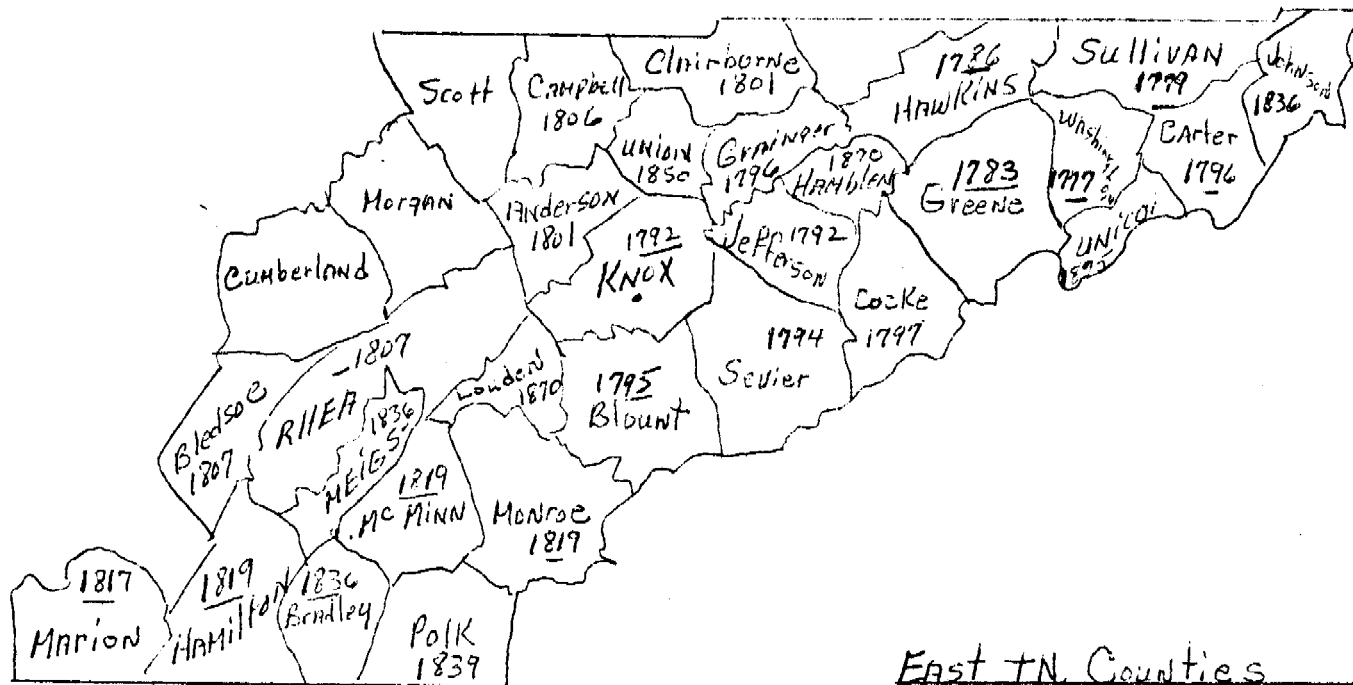 Scott
CAMPbell
1806
Clairborne
1801
1786
HAWKINS
SULLIVAN
1779
Johnson
1836
UNION
1850
Grainger
1796
1870
HAMBLEN
1783
Greene
Washington
1777
CArter
1796
UNICOI
Morgan
ANDERSON
1801
1792
KNOX
Jefferson 1792
Cocke
1797
Cumberland
1807
RHEA
Bledsoe
1807
1836
MEIGS
Louden
1870
1795
Blount
1794
Sevier
1819
Mc MINN
Monroe
1819
1817
MArion
1819
HAMiltON
1836
Bradley
Polk
1839
EAST TN. Counties